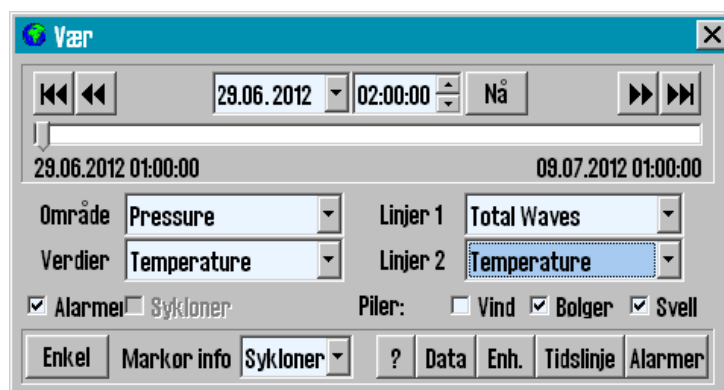 Vær
29.06.2012 02:00:00 Nå
29.06.2012 01:00:00 09.07.2012 01:00:00
Område Pressure Linjer 1 Total Waves
Verdier Temperature Linjer 2 Temperature
Alarmer Sykloner Piler: Vind Bolger Svell
Enkel Markor info Sykloner ? Data Enh. Tidslinje Alarmer